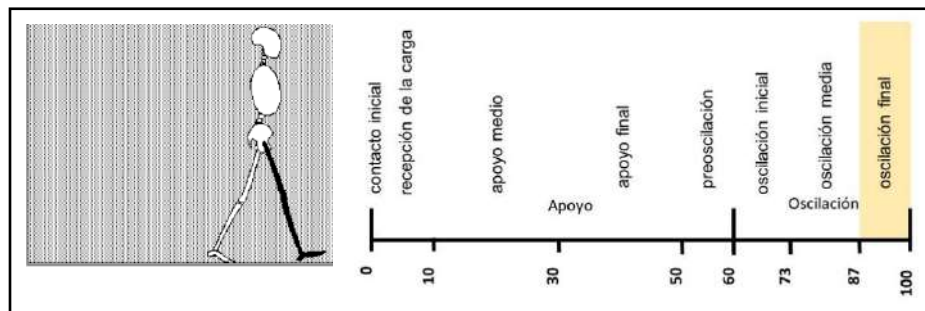 contacto inicial
recepción de la carga
apoyo medio
apoyo final
preoscilación
oscilación inicial
oscilación media
oscilación final
Apoyo
Oscilación
0
10
30
50
60
73
87
100